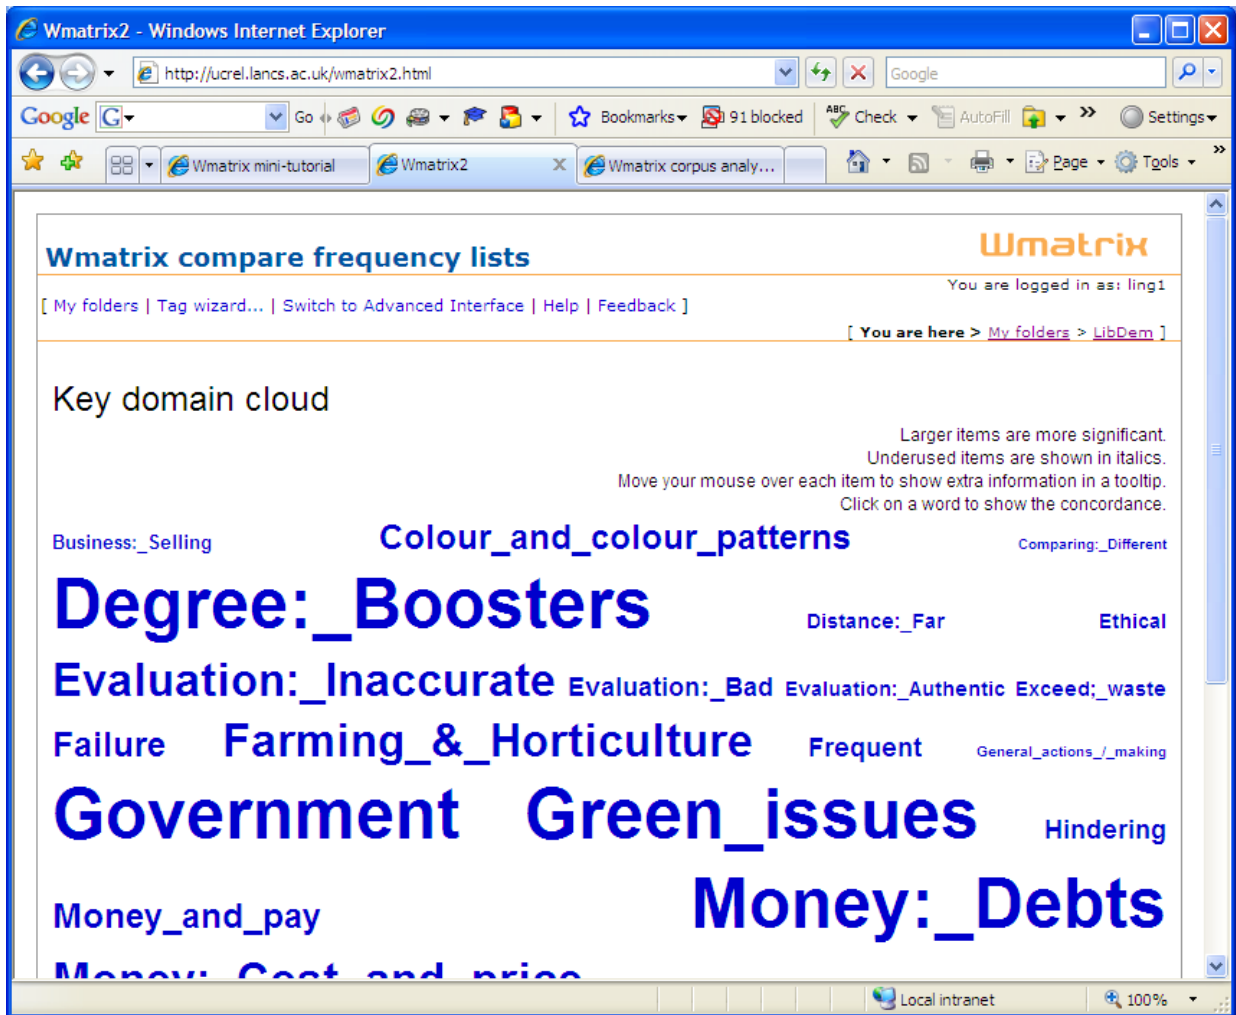 Wmatrix2 - Windows Internet Explorer
http://ucrel.lancs.ac.uk/wmatrix2.html
Google
Google G Go Bookmarks 91 blocked ABC Check AutoFill >> Settings
Wmatrix mini-tutorial Wmatrix2 X Wmatrix corpus analy... Page Tools >>
Wmatrix
Wmatrix compare frequency lists
You are logged in as: ling1
[ My folders | Tag wizard... | Switch to Advanced Interface | Help | Feedback ]
[ You are here > My folders > LibDem ]
Key domain cloud
Larger items are more significant.
Underused items are shown in italics.
Move your mouse over each item to show extra information in a tooltip.
Click on a word to show the concordance.
Business:_Selling Colour_and_colour_patterns Comparing:_Different
Degree:_Boosters Distance:_Far Ethical
Evaluation:_Inaccurate Evaluation:_Bad Evaluation:_Authentic Exceed;_waste
Failure Farming_&_Horticulture Frequent General_actions_/_making
Government Green_issues Hindering
Money_and_pay Money:_Debts
Money:_Cost_and_price
Local intranet 100%